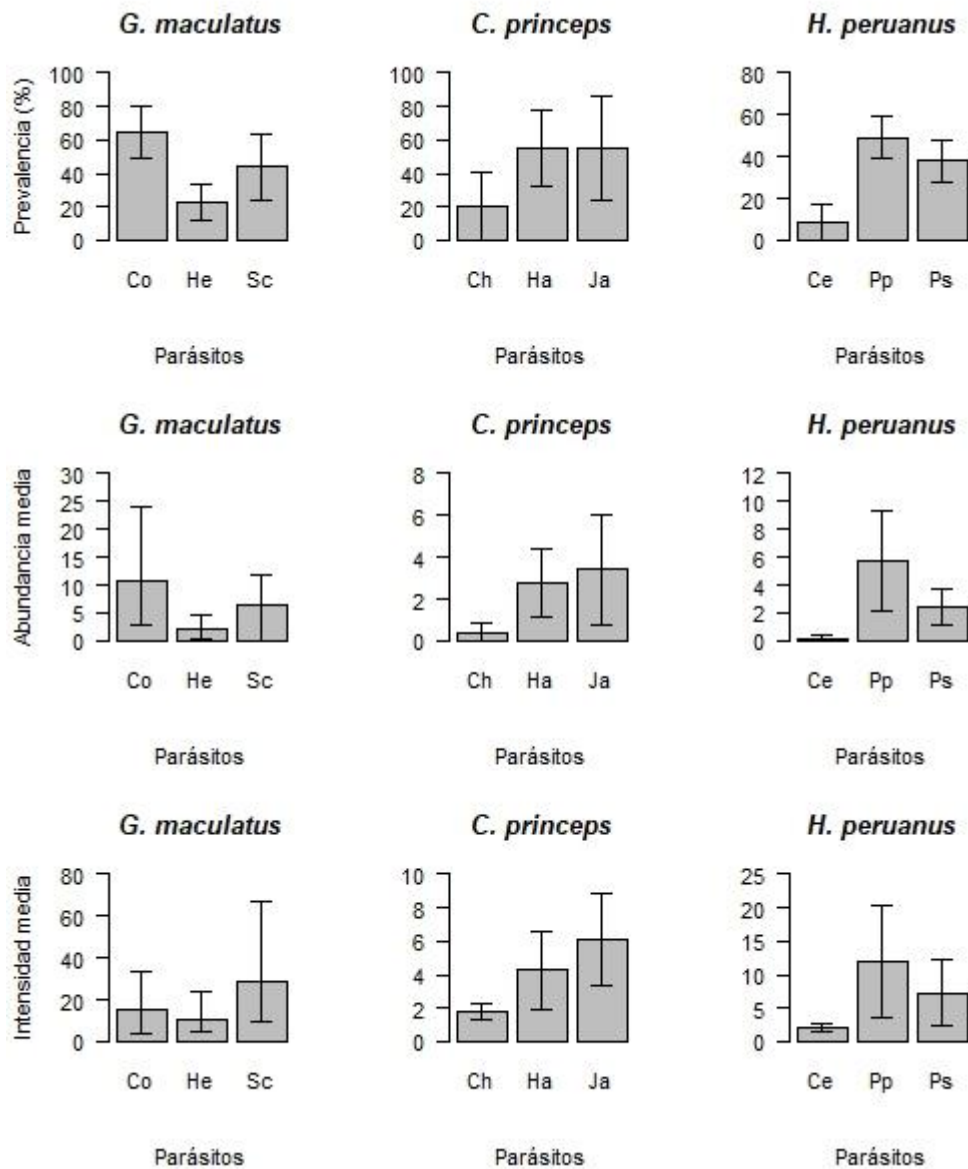 G. maculatus C. princeps H. peruanus
Prevalencia (%)
100 100 80
80 80 60
60 60 40
40 40 20
20 20 0
0 0
Co He Sc Ch Ha Ja Ce Pp Ps
Parásitos Parásitos Parásitos
G. maculatus C. princeps H. peruanus
Abundancia media
30 8 12
25 6 10
20 4 8
15 2 6
10 0 4
5 2
0 0
Co He Sc Ch Ha Ja Ce Pp Ps
Parásitos Parásitos Parásitos
G. maculatus C. princeps H. peruanus
Intensidad media
80 10 25
60 8 20
40 6 15
20 4 10
0 2 5
0 0
Co He Sc Ch Ha Ja Ce Pp Ps
Parásitos Parásitos Parásitos